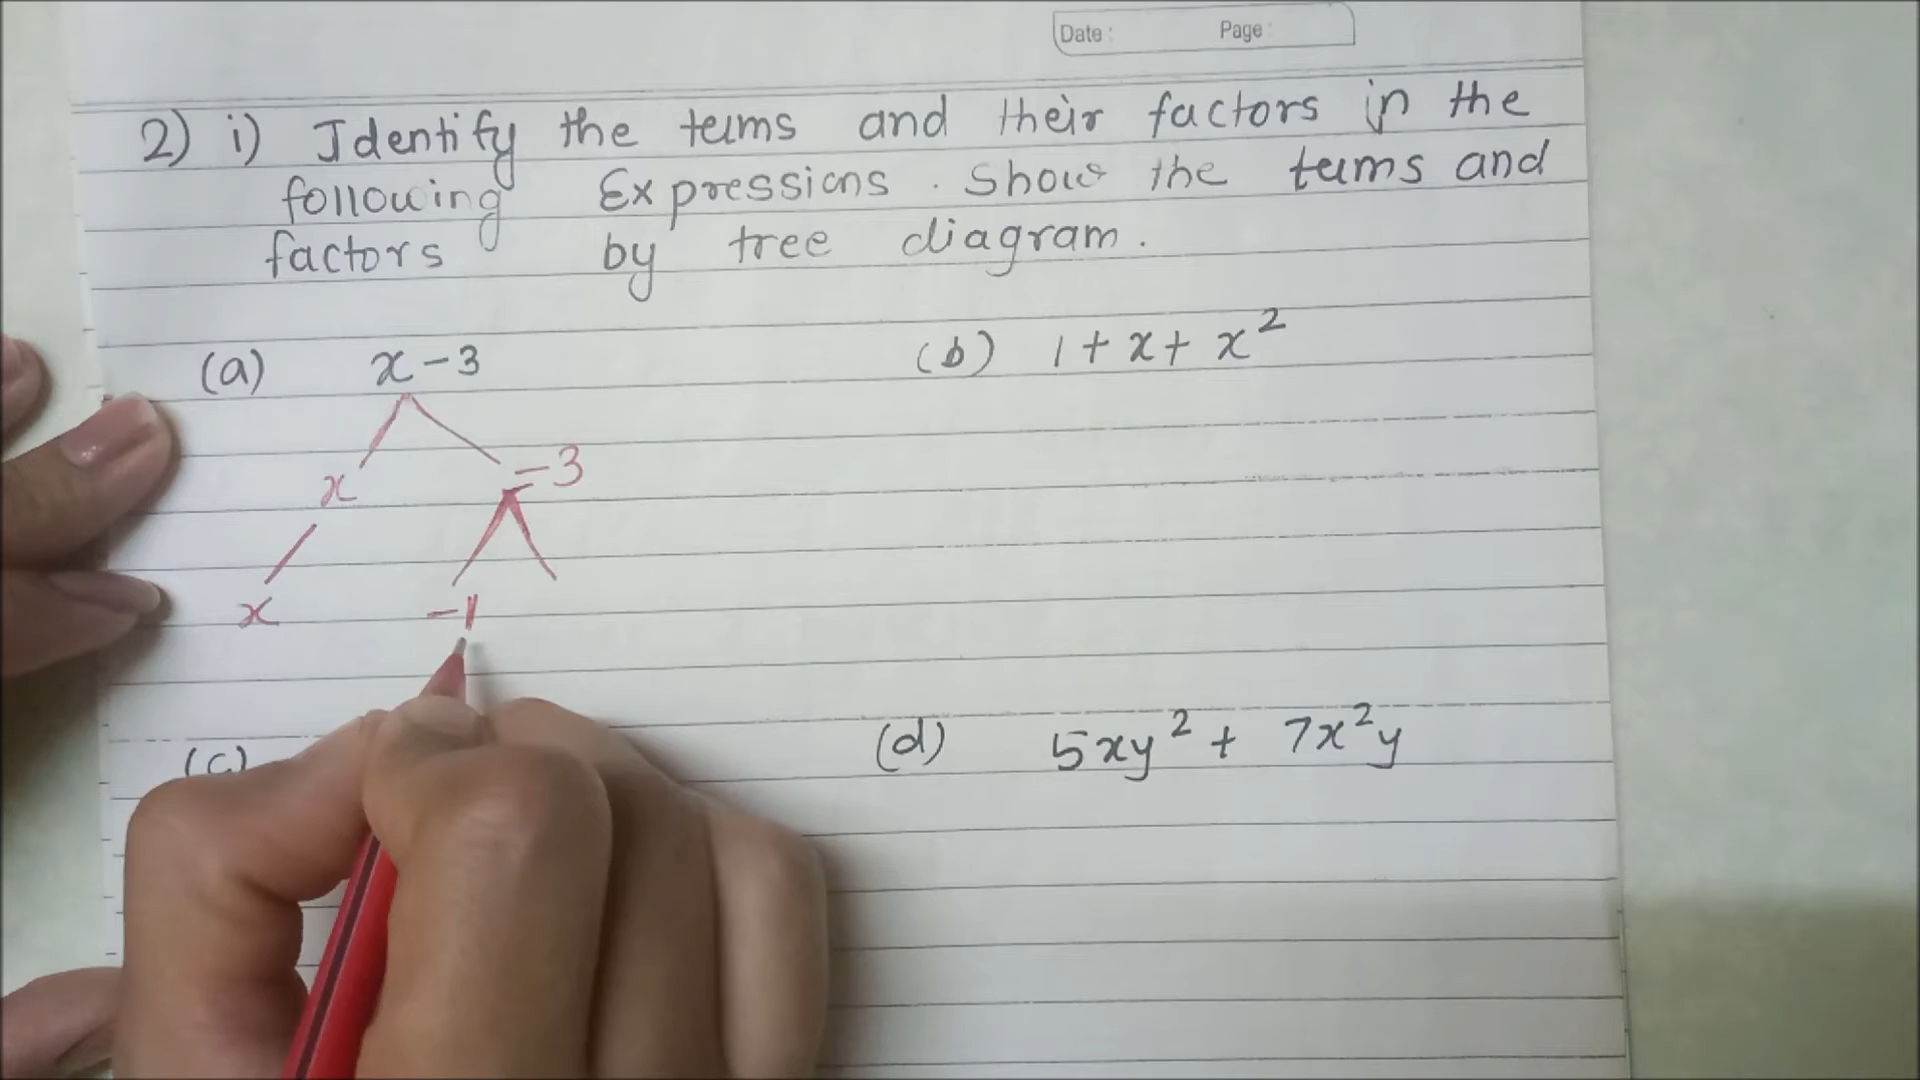 Date : Page :
2) i) Identify the terms and their factors in the
following Expressions. Show the terms and
factors by tree diagram.
(a) x - 3 (b) 1 + x + x²
x -3
x -1
(c) (d) 5xy² + 7x²y